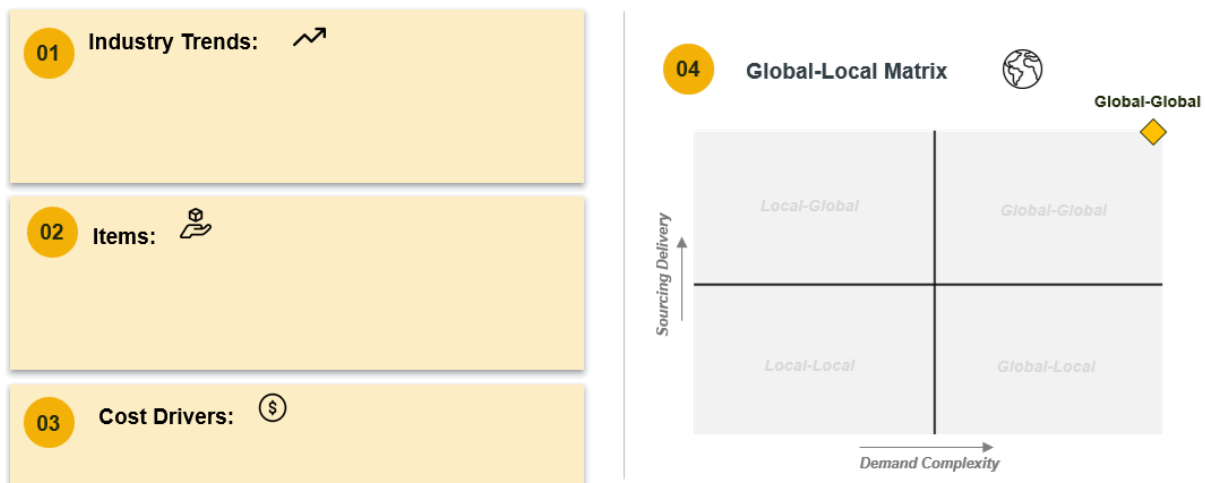 01
Industry Trends:
02
Items:
$
03
Cost Drivers:
04
Global-Local Matrix
Global-Global
Local-Global
Global-Global
Sourcing Delivery
Local-Local
Global-Local
Demand Complexity